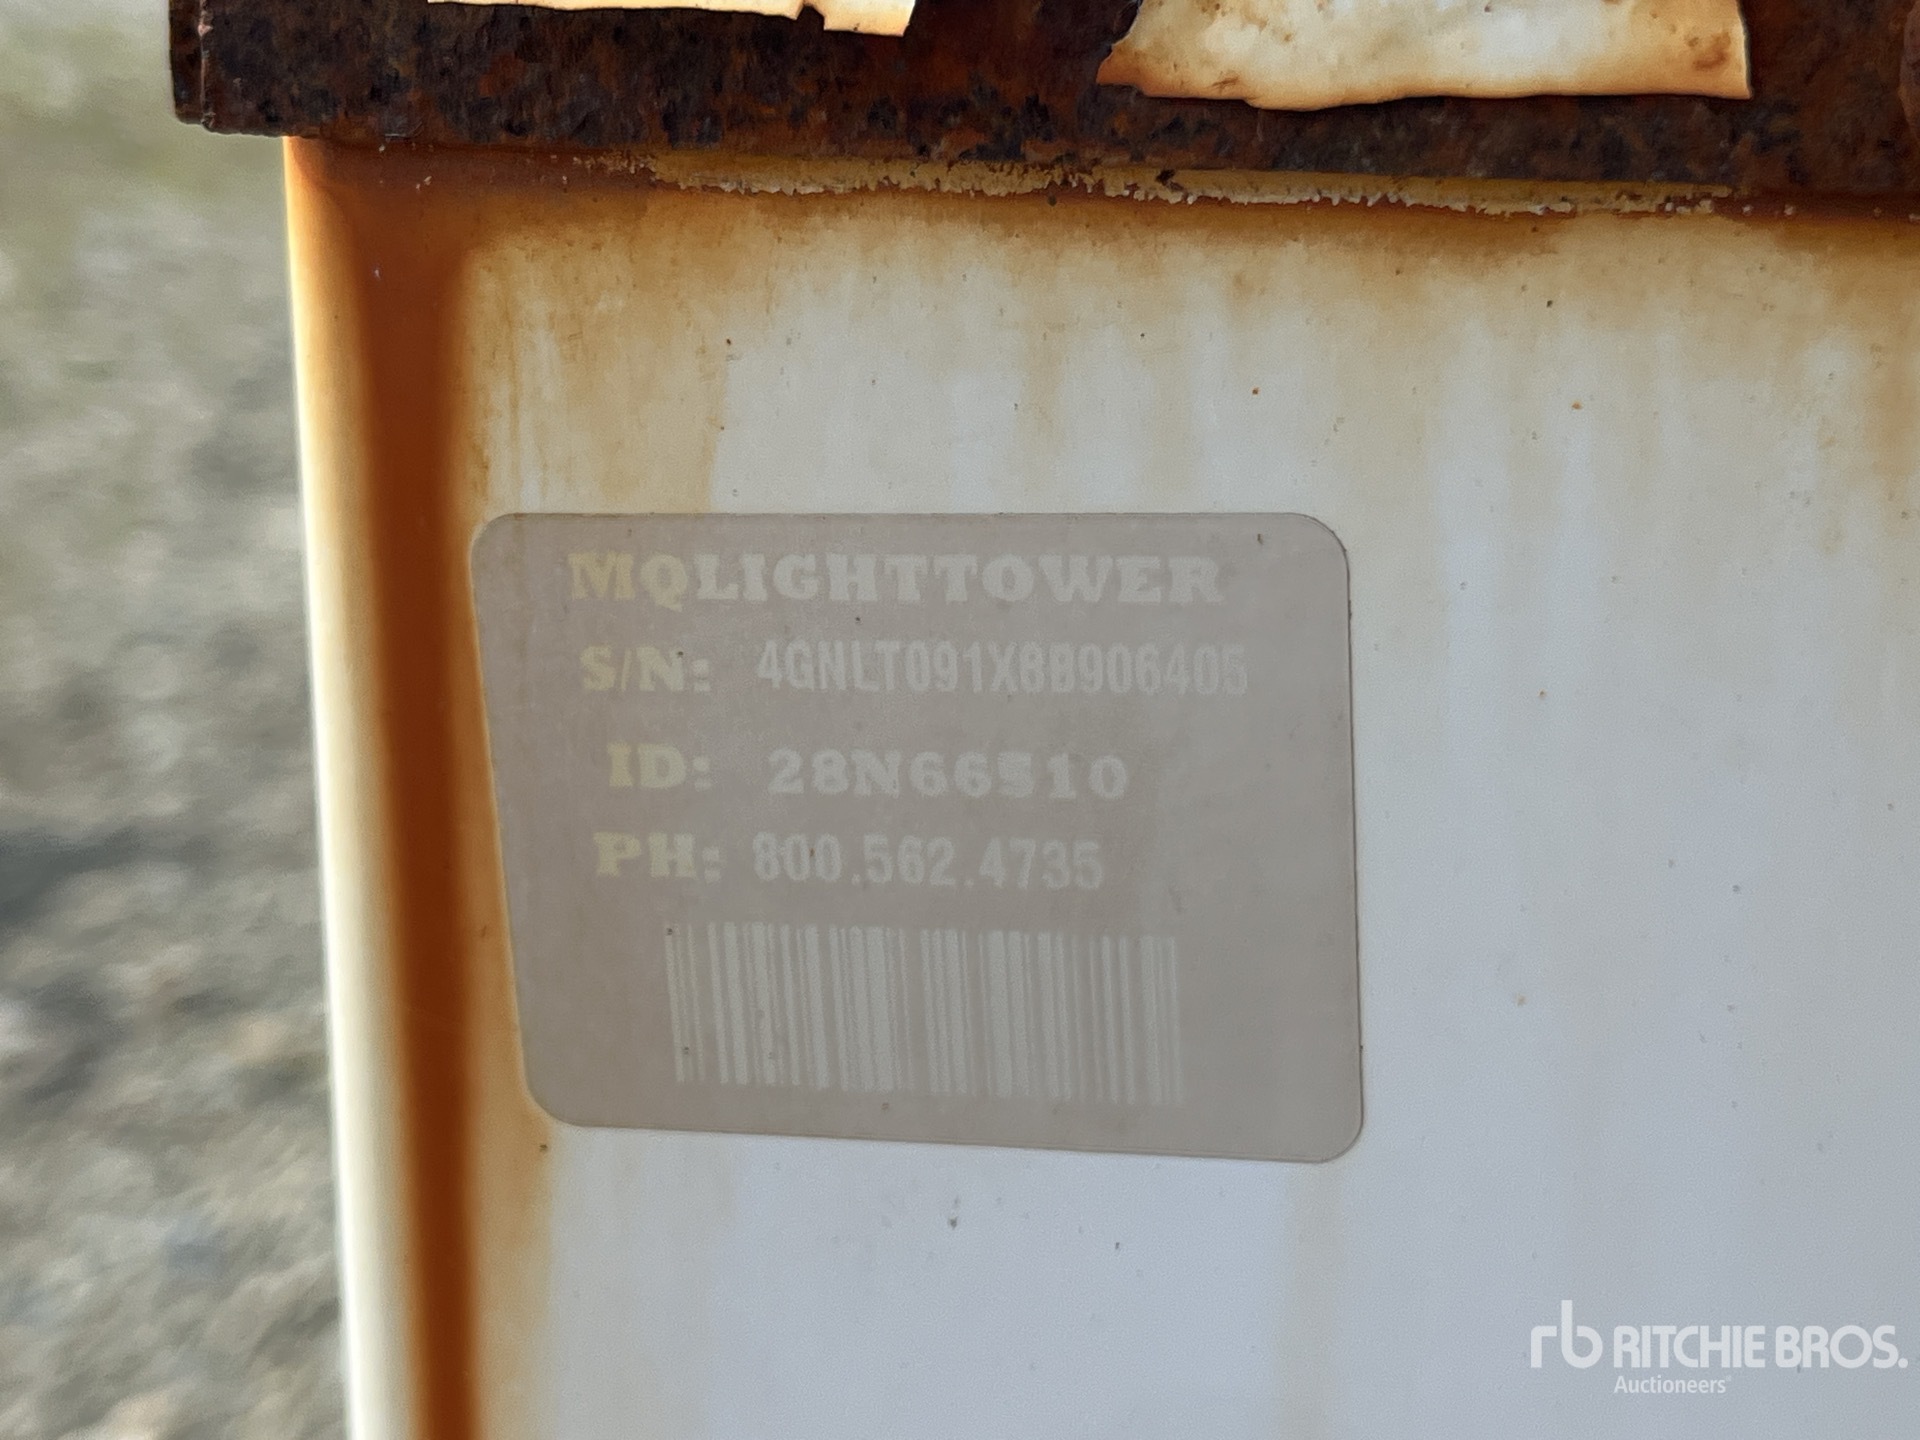 MQLIGHTTOWER
S/N: 4GNLT091X8B906405
ID: 28N66510
PH: 800.562.4735
rb RITCHIE BROS.
Auctioneers